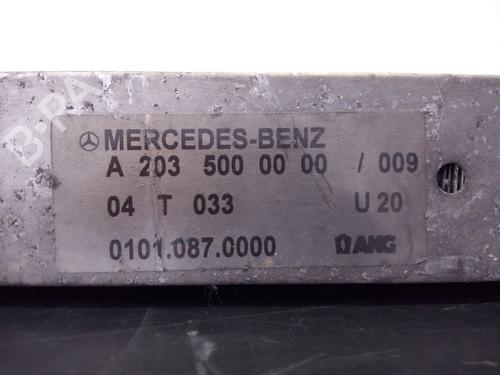 MERCEDES-BENZ
A 203 500 00 00 / 009
04 T 033 U 20
0101.087.0000 AKG
B-PA